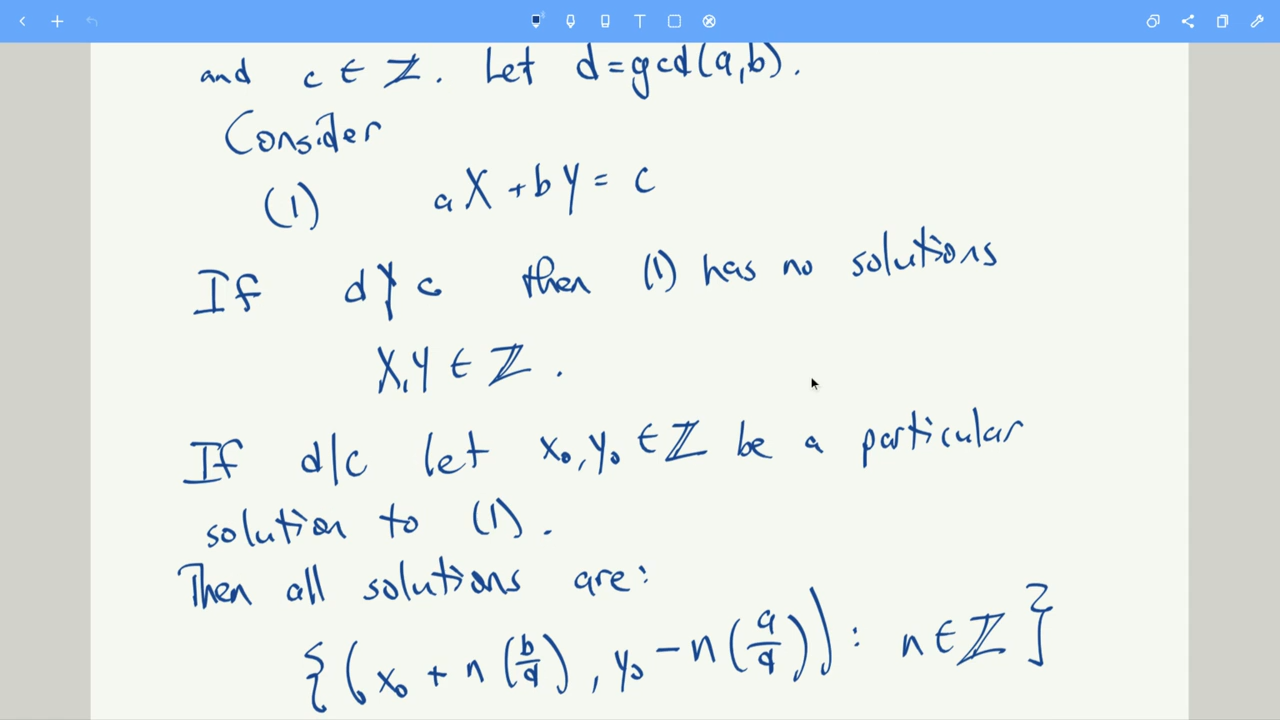 and c ∈ ℤ. Let d=gcd(a,b).
Consider
(1) aX+bY=c
If d∤c then (1) has no solutions
X,Y ∈ ℤ.
If d|c let x₀,y₀ ∈ ℤ be a particular
solution to (1).
Then all solutions are:
{(x₀ + n(b/d), y₀ - n(a/d)): n ∈ ℤ}